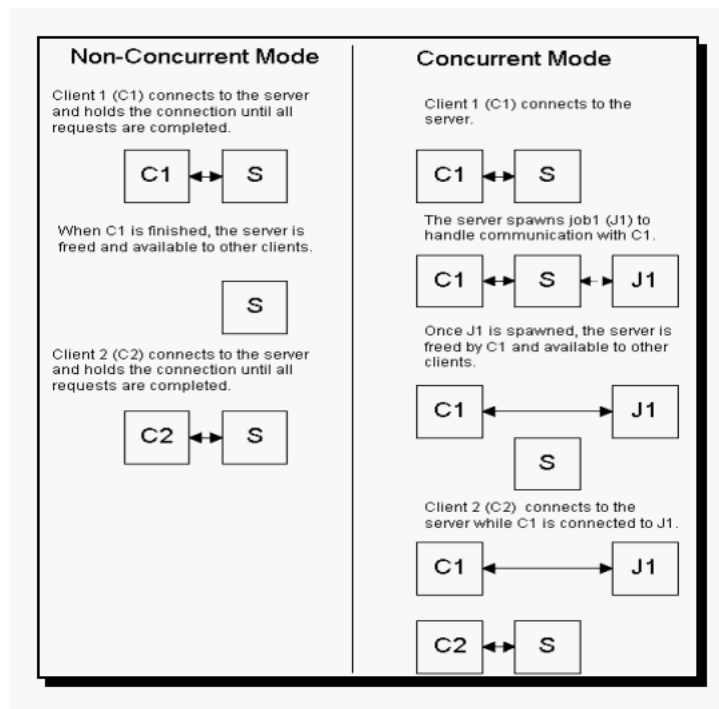 Non-Concurrent Mode
Client 1 (C1) connects to the server
and holds the connection until all
requests are completed.
C1 S
When C1 is finished, the server is
freed and available to other clients.
S
Client 2 (C2) connects to the server
and holds the connection until all
requests are completed.
C2 S
Concurrent Mode
Client 1 (C1) connects to the
server.
C1 S
The server spawns job1 (J1) to
handle communication with C1.
C1 S J1
Once J1 is spawned, the server is
freed by C1 and available to other
clients.
C1 J1
S
Client 2 (C2) connects to the
server while C1 is connected to J1.
C1 J1
C2 S